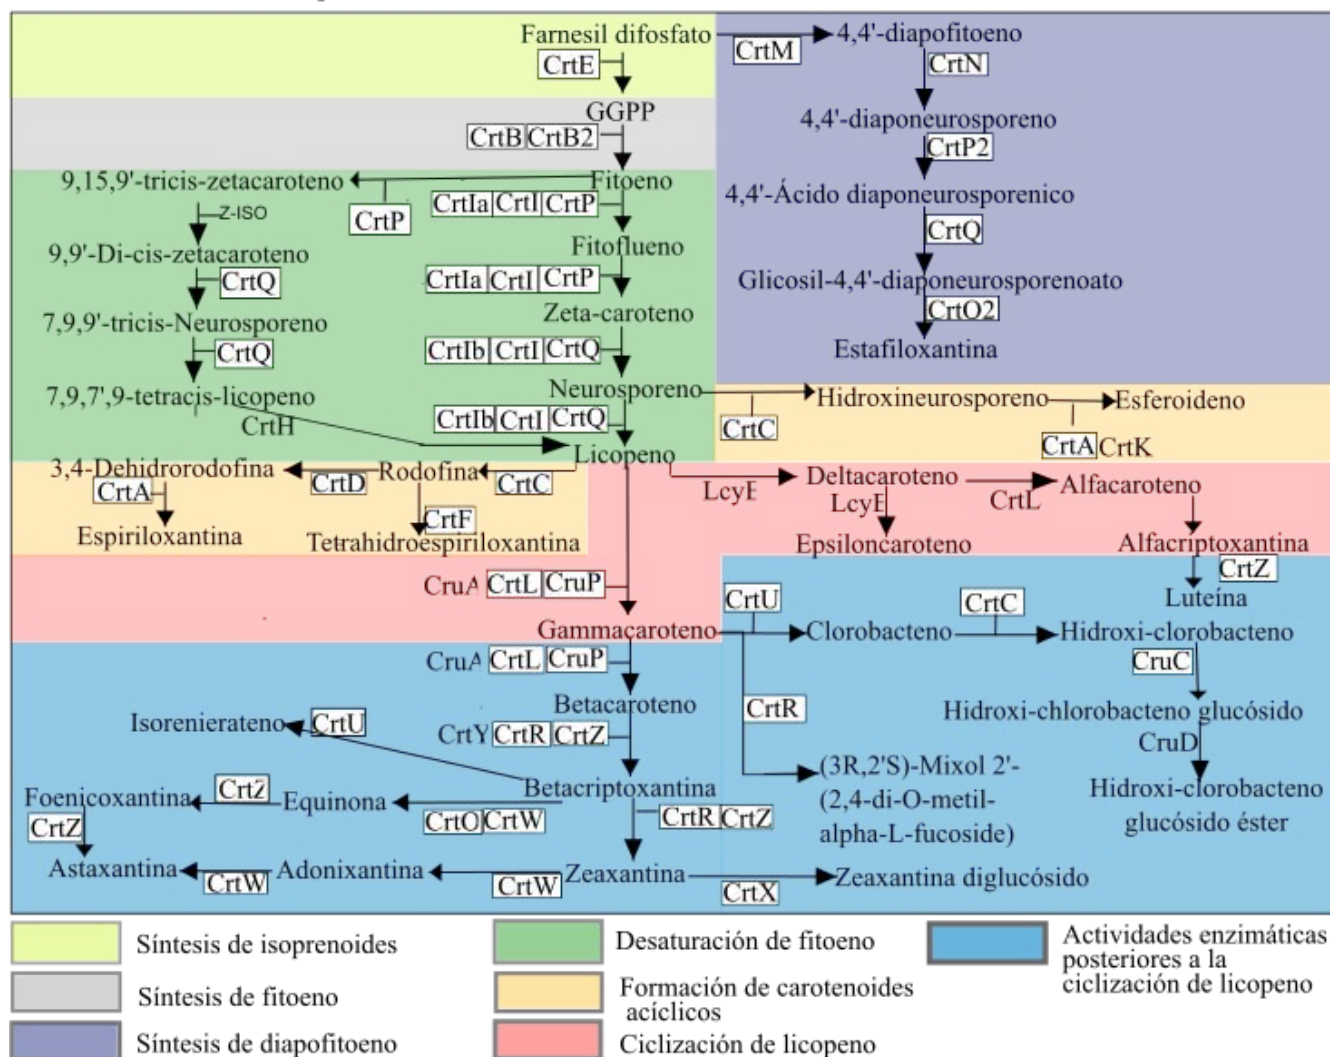 Farnesil difosfato
CrtE
CrtM
4,4'-diapofitoeno
CrtN
GGPP
CrtB CrtB2
4,4'-diaponeurosporeno
CrtP2
9,15,9'-tricis-zetacaroteno
Fitoeno
CrtP
CrtIa CrtI CrtP
Z-ISO
4,4'-Ácido diaponeurosporenico
CrtQ
9,9'-Di-cis-zetacaroteno
CrtQ
Fitoflueno
CrtIa CrtI CrtP
Glicosil-4,4'-diaponeurosporenoato
CrtO2
7,9,9'-tricis-Neurosporeno
CrtQ
Zeta-caroteno
CrtIb CrtI CrtQ
Estafiloxantina
7,9,7',9-tetracis-licopeno
CrtH
Neurosporeno
CrtIb CrtI CrtQ
CrtC
Hidroxineurosporeno
CrtA CrtK
Esferoideno
Licopeno
3,4-Dehidrorodofina
CrtD
Rodofina
CrtC
CrtA
CrtF
Espiriloxantina
Tetrahidroespiriloxantina
LcyE
Deltacaroteno
LcyE
CrtL
Alfacaroteno
Epsiloncaroteno
Alfacriptoxantina
CrtZ
Luteína
CruA CrtL CruP
Gammacaroteno
CrtU
Clorobacteno
CrtC
Hidroxi-clorobacteno
CruC
CruA CrtL CruP
Betacaroteno
CrtR
Hidroxi-chlorobacteno glucósido
CruD
Isorenierateno
CrtU
CrtY CrtR CrtZ
(3R,2'S)-Mixol 2'-
(2,4-di-O-metil-
alpha-L-fucoside)
Hidroxi-clorobacteno
glucósido éster
Betacriptoxantina
Foenicoxantina
CrtZ
Equinona
CrtO CrtW
CrtR CrtZ
CrtZ
Astaxantina
CrtW
Adonixantina
CrtW
Zeaxantina
CrtX
Zeaxantina diglucósido
Síntesis de isoprenoides
Síntesis de fitoeno
Síntesis de diapofitoeno
Desaturación de fitoeno
Formación de carotenoides
acíclicos
Ciclización de licopeno
Actividades enzimáticas
posteriores a la
ciclización de licopeno